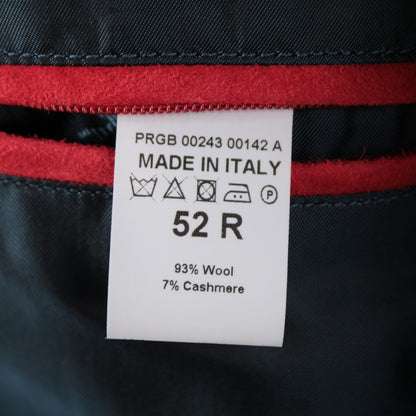 PRGB 00243 00142 A
MADE IN ITALY
P
52 R
93% Wool
7% Cashmere